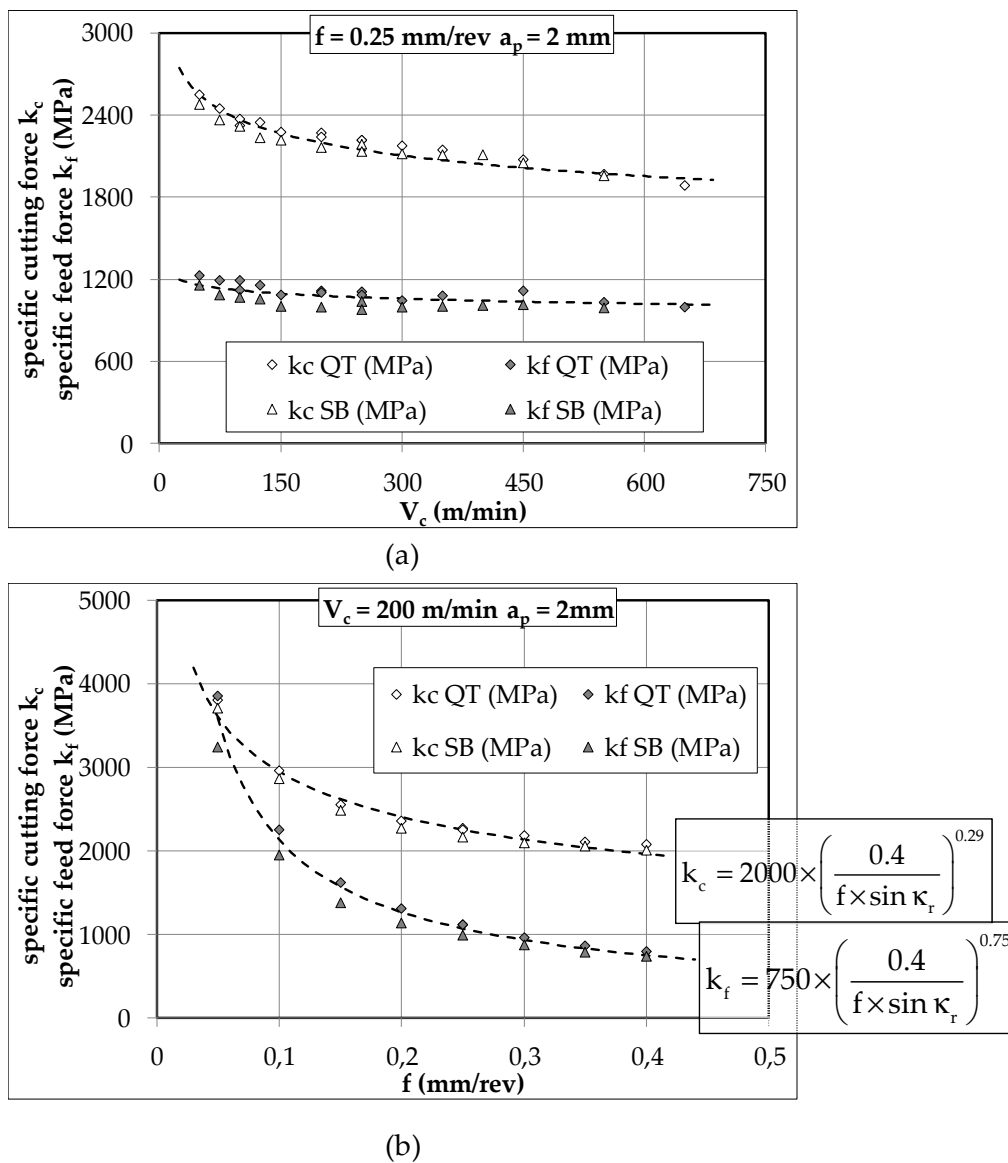 f = 0.25 mm/rev a_p = 2 mm
specific cutting force k_c
specific feed force k_f (MPa)
3000
2400
1800
1200
600
0
kc QT (MPa) kf QT (MPa)
kc SB (MPa) kf SB (MPa)
0 150 300 450 600 750
V_c (m/min)
(a)
V_c = 200 m/min a_p = 2mm
specific cutting force k_c
specific feed force k_f (MPa)
5000
4000
3000
2000
1000
0
kc QT (MPa) kf QT (MPa)
kc SB (MPa) kf SB (MPa)
k_c = 2000 × (0.4 / (f × sin κ_r))^0.29
k_f = 750 × (0.4 / (f × sin κ_r))^0.75
0 0,1 0,2 0,3 0,4 0,5
f (mm/rev)
(b)